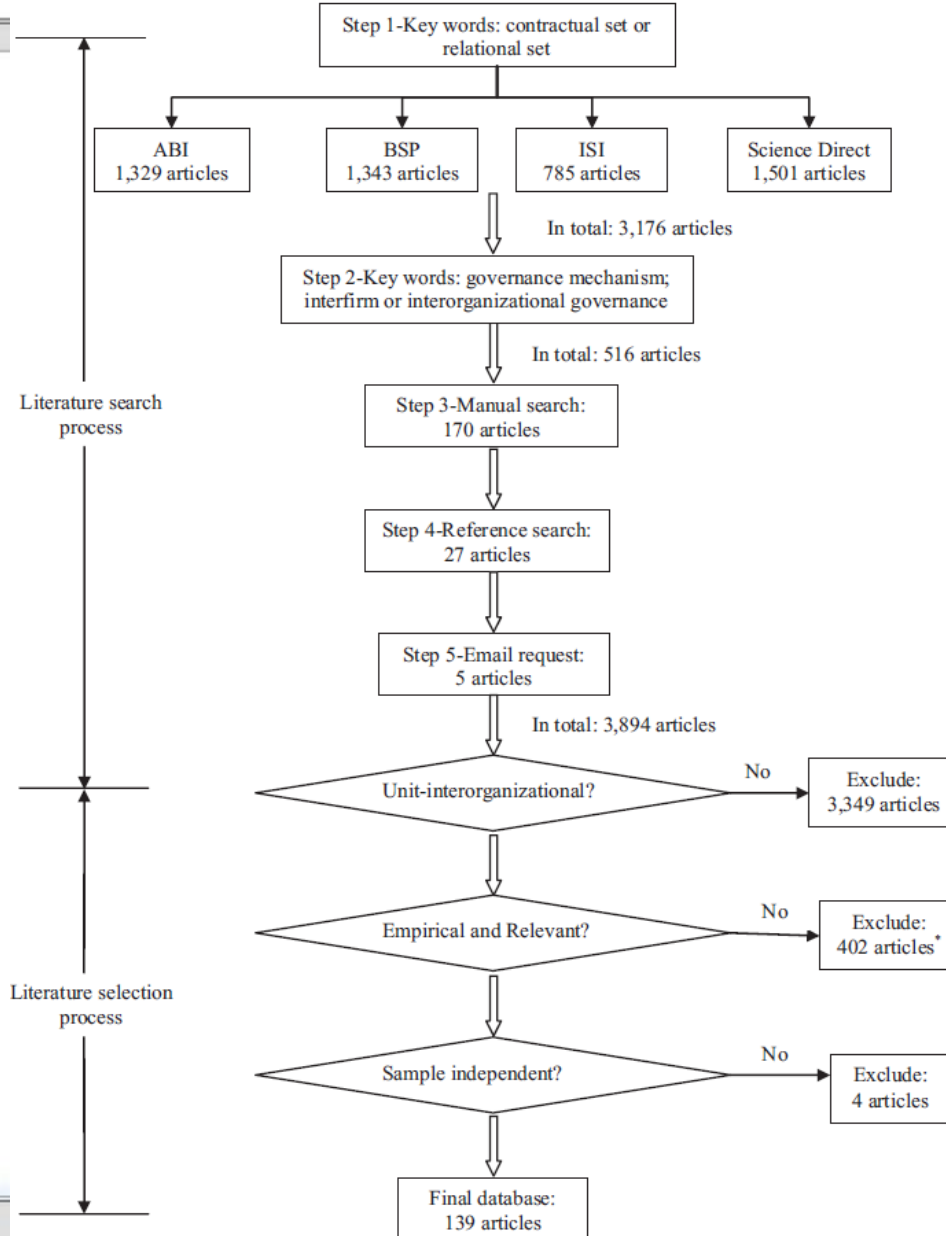 Step 1-Key words: contractual set or
relational set
ABI
1,329 articles
BSP
1,343 articles
ISI
785 articles
Science Direct
1,501 articles
In total: 3,176 articles
Step 2-Key words: governance mechanism;
interfirm or interorganizational governance
In total: 516 articles
Literature search
process
Step 3-Manual search:
170 articles
Step 4-Reference search:
27 articles
Step 5-Email request:
5 articles
In total: 3,894 articles
Unit-interorganizational?
No
Exclude:
3,349 articles
Empirical and Relevant?
No
Exclude:
402 articles*
Literature selection
process
Sample independent?
No
Exclude:
4 articles
Final database:
139 articles